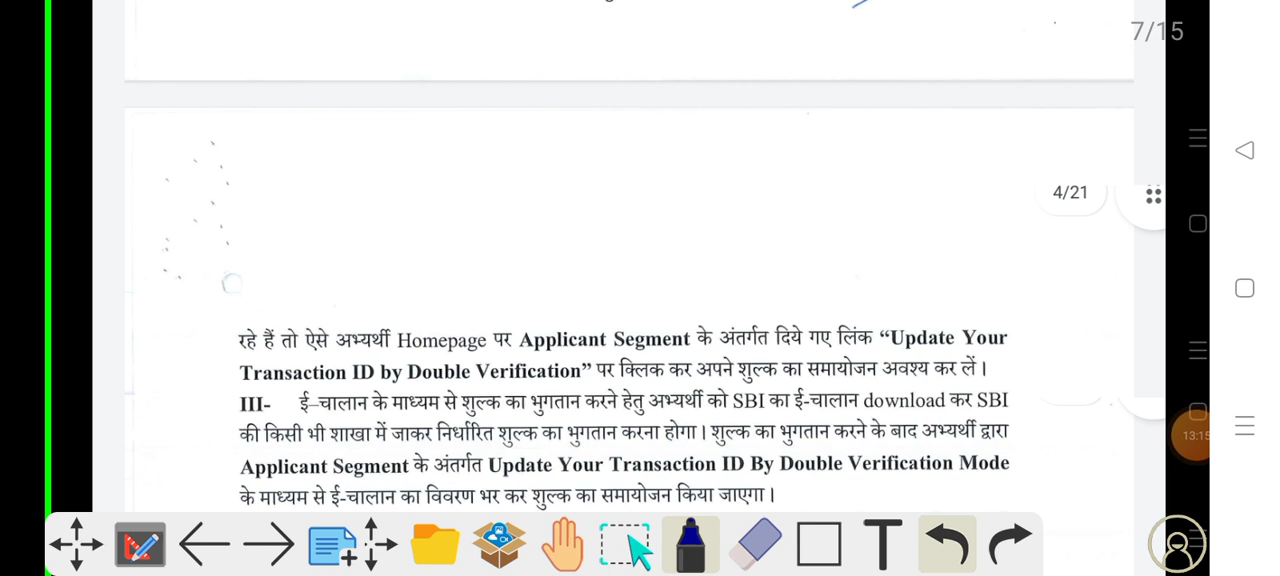 7/15
4/21
रहे हैं तो ऐसे अभ्यर्थी Homepage पर Applicant Segment के अंतर्गत दिये गए लिंक “Update Your
Transaction ID by Double Verification” पर क्लिक कर अपने शुल्क का समायोजन अवश्य कर लें।
III- ई–चालान के माध्यम से शुल्क का भुगतान करने हेतु अभ्यर्थी को SBI का ई-चालान download कर SBI
की किसी भी शाखा में जाकर निर्धारित शुल्क का भुगतान करना होगा। शुल्क का भुगतान करने के बाद अभ्यर्थी द्वारा
Applicant Segment के अंतर्गत Update Your Transaction ID By Double Verification Mode
के माध्यम से ई-चालान का विवरण भर कर शुल्क का समायोजन किया जाएगा।
13:15
T